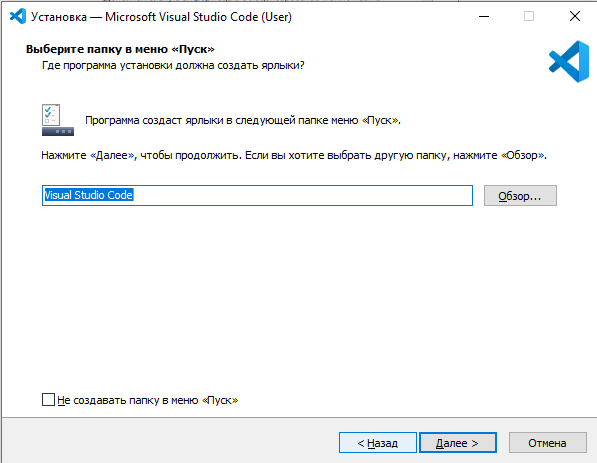 Установка — Microsoft Visual Studio Code (User)
Выберите папку в меню «Пуск»
Где программа установки должна создать ярлыки?
Программа создаст ярлыки в следующей папке меню «Пуск».
Нажмите «Далее», чтобы продолжить. Если вы хотите выбрать другую папку, нажмите «Обзор».
Visual Studio Code
Обзор...
Не создавать папку в меню «Пуск»
< Назад
Далее >
Отмена